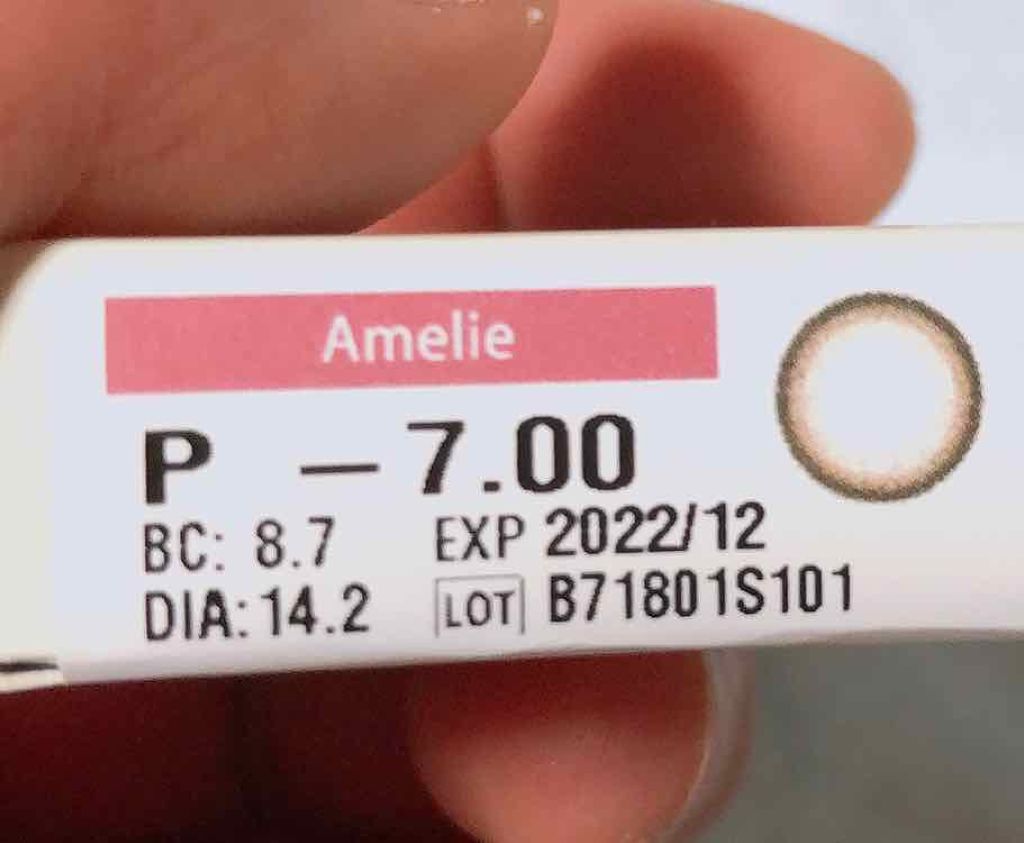 Amelie
P -7.00
BC: 8.7 EXP 2022/12
DIA: 14.2 LOT B71801S101